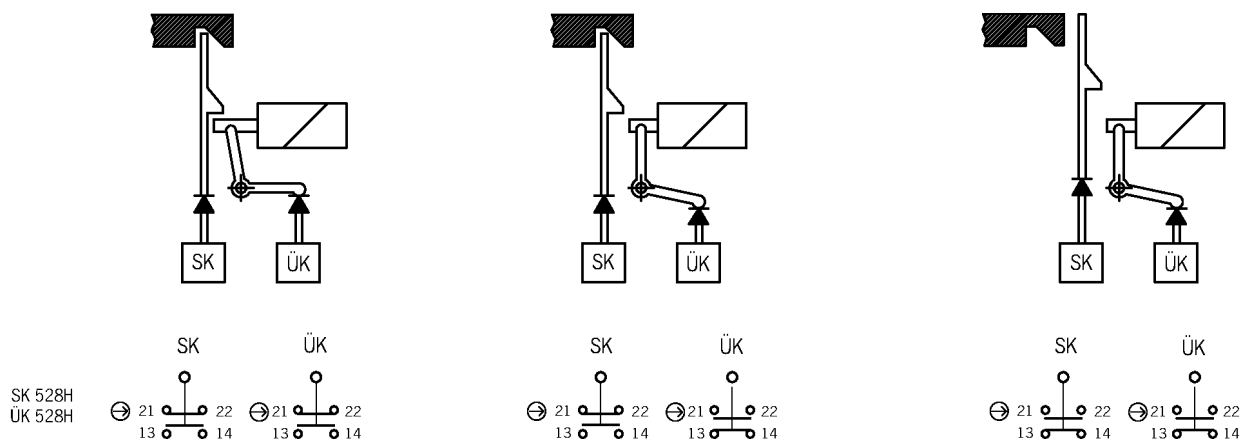 SK ÜK SK ÜK SK ÜK
SK ÜK SK ÜK SK ÜK
SK 528H
ÜK 528H
21 22 21 22 21 22 21 22 21 22 21 22
13 14 13 14 13 14 13 14 13 14 13 14